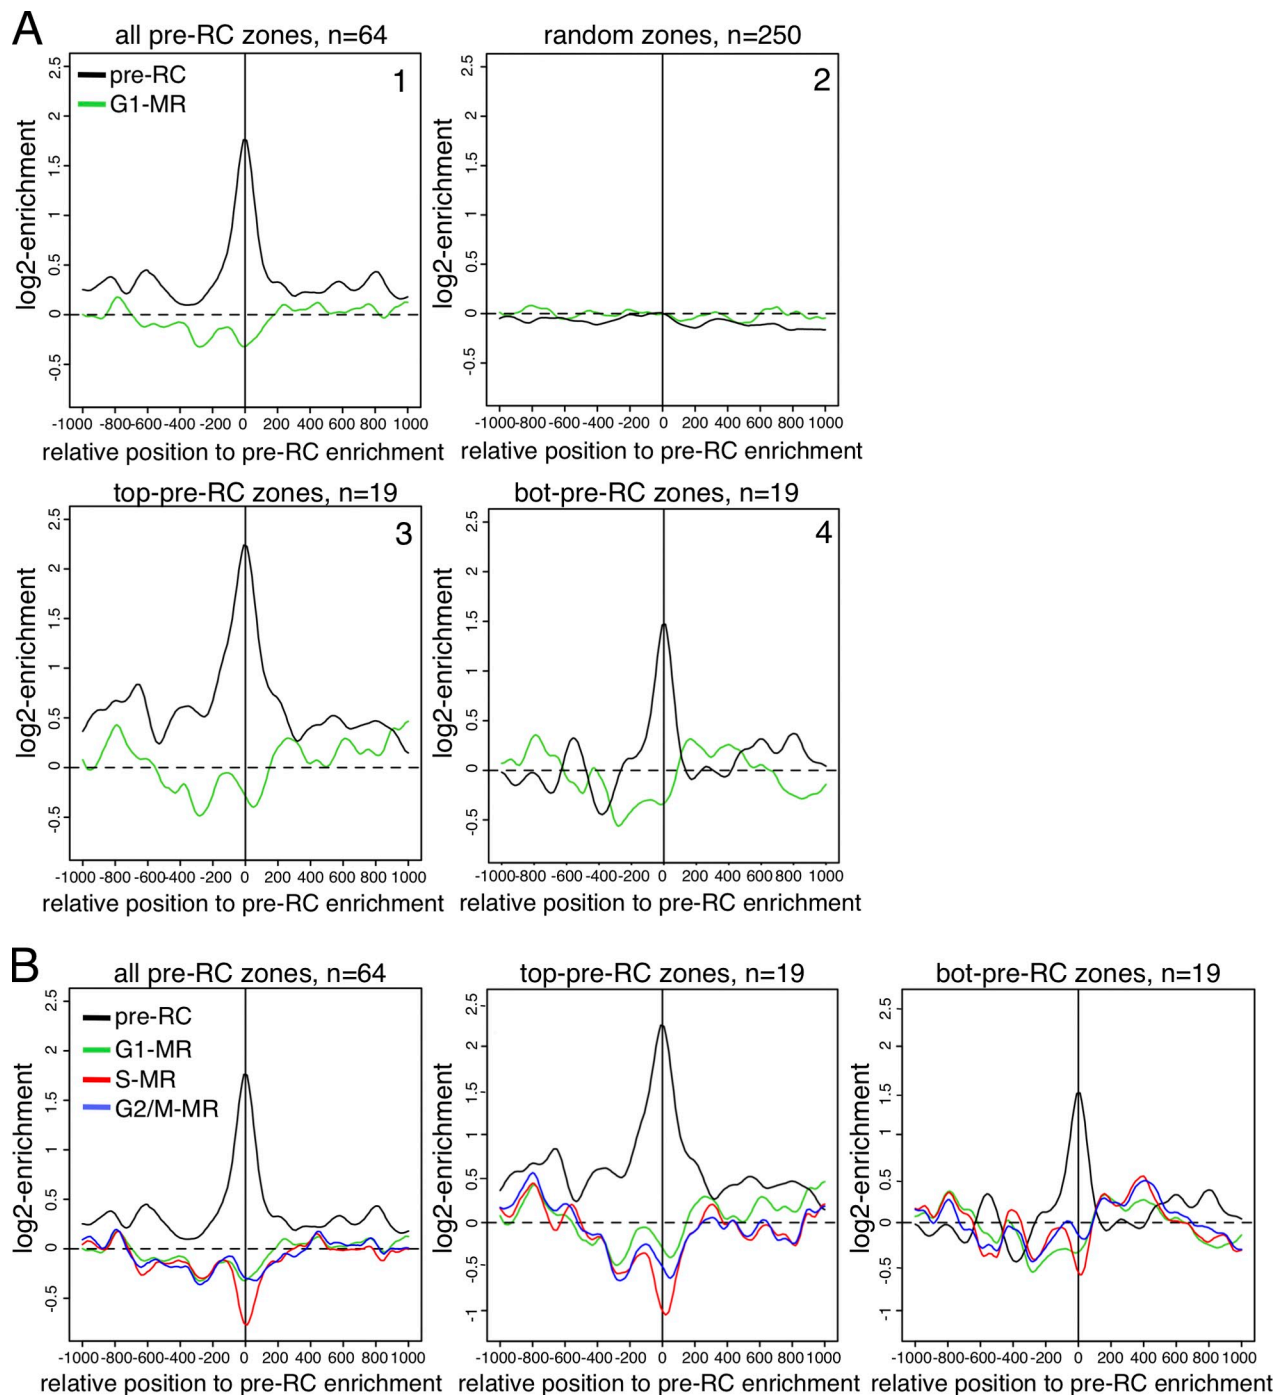 A
all pre-RC zones, n=64
random zones, n=250
pre-RC
G1-MR
1
2
log2-enrichment
2.5
2
1.5
1
0.5
0
-0.5
log2-enrichment
2.5
2
1.5
1
0.5
0
-0.5
-1000-800 -600-400 -200 0 200 400 600 800 1000
-1000-800 -600-400 -200 0 200 400 600 800 1000
relative position to pre-RC enrichment
relative position to pre-RC enrichment
top-pre-RC zones, n=19
bot-pre-RC zones, n=19
3
4
log2-enrichment
2.5
2
1.5
1
0.5
0
-0.5
log2-enrichment
2.5
2
1.5
1
0.5
0
-0.5
-1000 -800 -600-400 -200 0 200 400 600 800 1000
-1000-800 -600-400-200 0 200 400 600 800 1000
relative position to pre-RC enrichment
relative position to pre-RC enrichment
B
all pre-RC zones, n=64
top-pre-RC zones, n=19
bot-pre-RC zones, n=19
pre-RC
G1-MR
S-MR
G2/M-MR
log2-enrichment
2.5
2
1.5
1
0.5
0
-0.5
log2-enrichment
2.5
2
1.5
1
0.5
0
-0.5
-1
log2-enrichment
2.5
2
1.5
1
0.5
0
-0.5
-1
-1000-800 -600-400 -200 0 200 400 600 800 1000
-1000-800 -600-400 -200 0 200 400 600 800 1000
-1000-800 -600-400 -200 0 200 400 600 800 1000
relative position to pre-RC enrichment
relative position to pre-RC enrichment
relative position to pre-RC enrichment